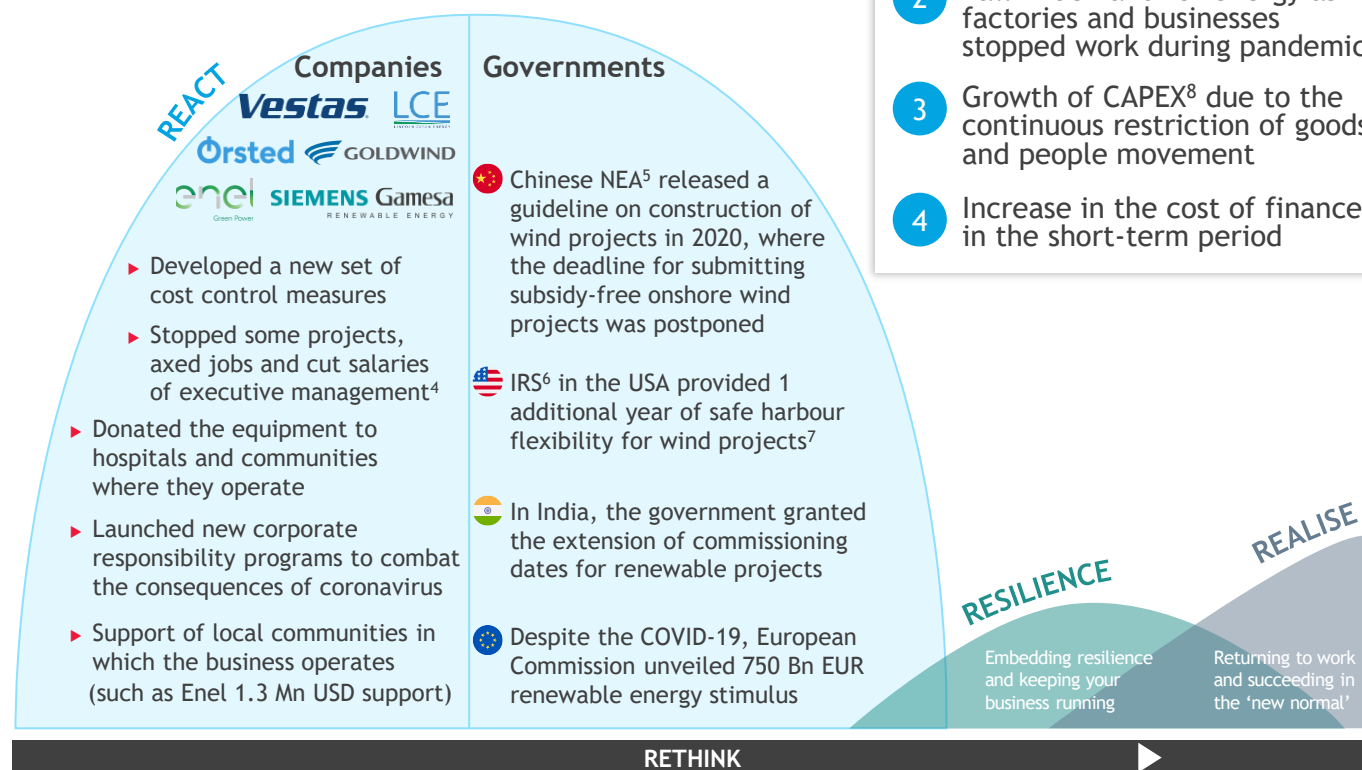 REACT
Companies
Vestas
LCE
LINCOLN CLEAN ENERGY
Ørsted
GOLDWIND
enel
Green Power
SIEMENS Gamesa
RENEWABLE ENERGY
Developed a new set of
cost control measures
Stopped some projects,
axed jobs and cut salaries
of executive management⁴
Donated the equipment to
hospitals and communities
where they operate
Launched new corporate
responsibility programs to combat
the consequences of coronavirus
Support of local communities in
which the business operates
(such as Enel 1.3 Mn USD support)
Governments
Chinese NEA⁵ released a
guideline on construction of
wind projects in 2020, where
the deadline for submitting
subsidy-free onshore wind
projects was postponed
IRS⁶ in the USA provided 1
additional year of safe harbour
flexibility for wind projects⁷
In India, the government granted
the extension of commissioning
dates for renewable projects
Despite the COVID-19, European
Commission unveiled 750 Bn EUR
renewable energy stimulus
2
factories and businesses
stopped work during pandemic
3
Growth of CAPEX⁸ due to the
continuous restriction of goods
and people movement
4
Increase in the cost of finance
in the short-term period
RESILIENCE
Embedding resilience
and keeping your
business running
REALISE
Returning to work
and succeeding in
the ‘new normal’
RETHINK